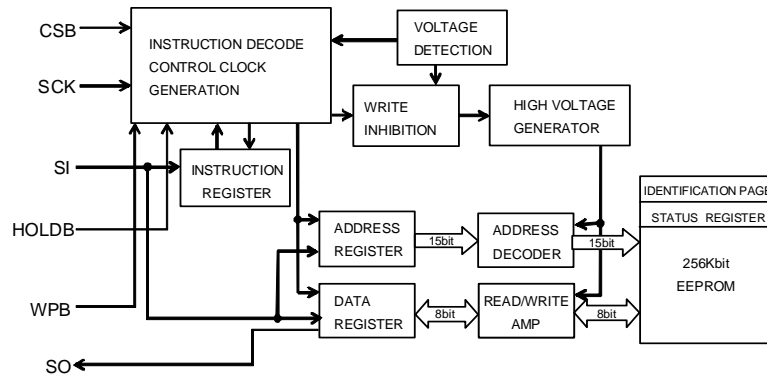 CSB
SCK
SI
HOLDB
WPB
SO
INSTRUCTION DECODE
CONTROL CLOCK
GENERATION
VOLTAGE
DETECTION
WRITE
INHIBITION
HIGH VOLTAGE
GENERATOR
INSTRUCTION
REGISTER
ADDRESS
REGISTER
15bit
ADDRESS
DECODER
15bit
DATA
REGISTER
8bit
READ/WRITE
AMP
8bit
IDENTIFICATION PAGE
STATUS REGISTER
256Kbit
EEPROM